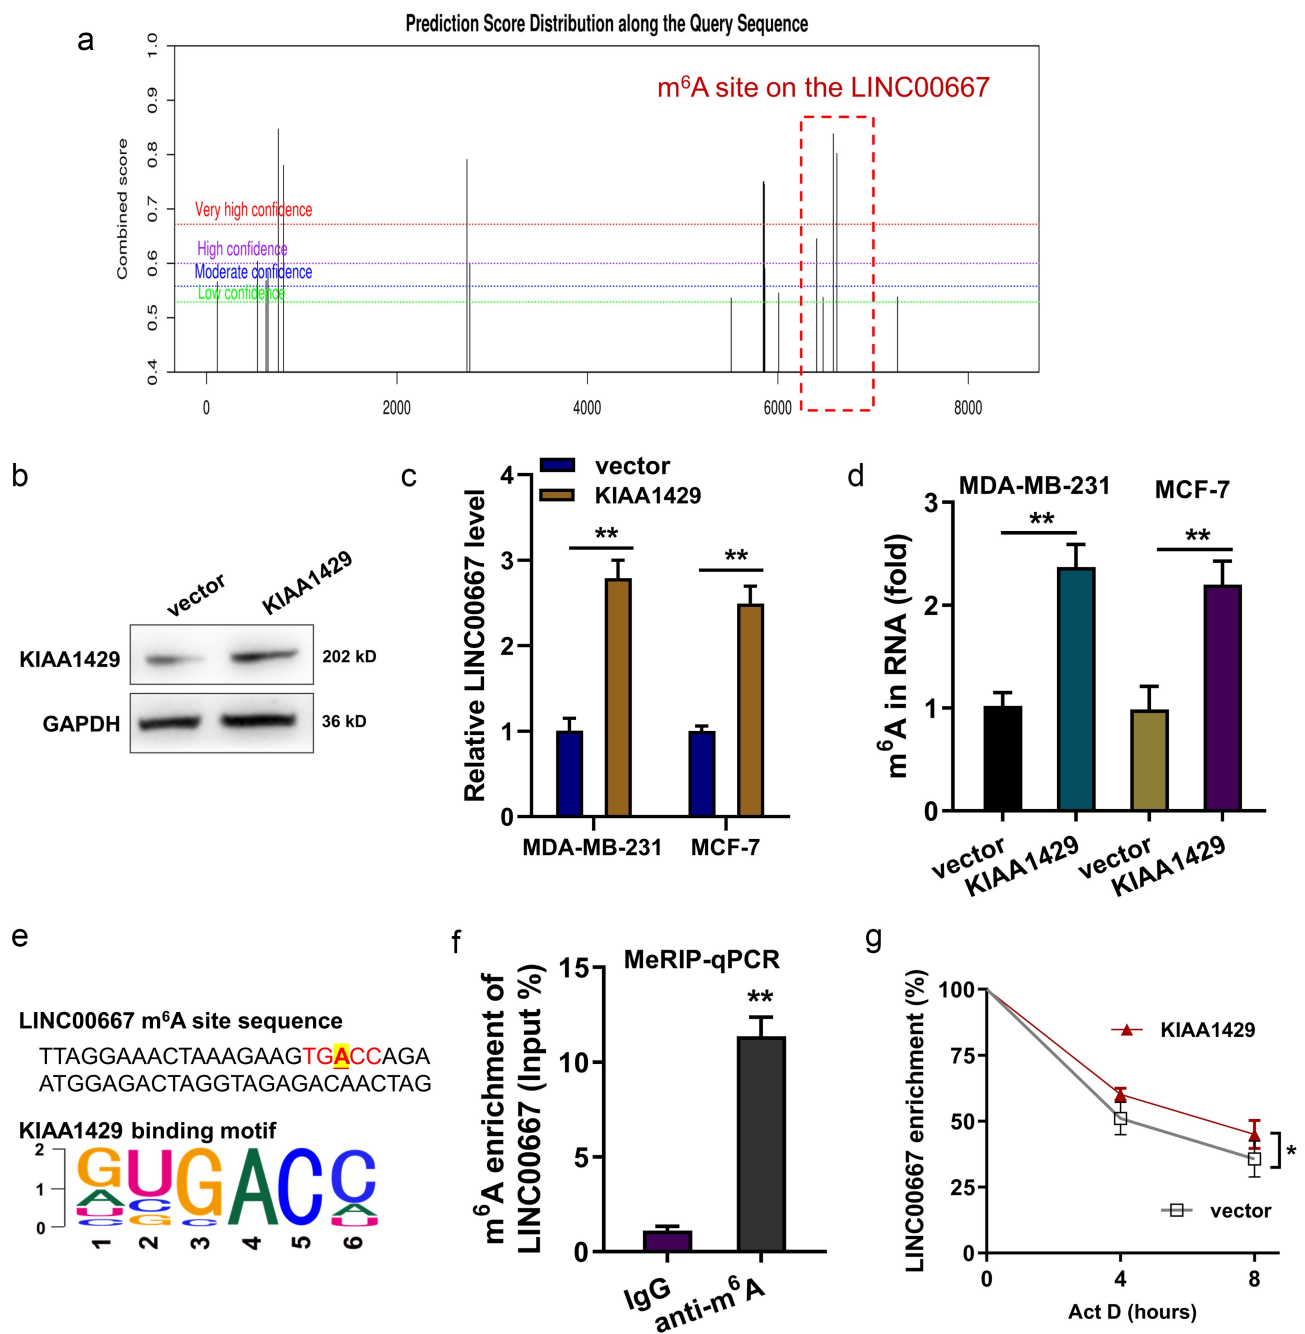 a
Prediction Score Distribution along the Query Sequence
m⁶A site on the LINC00667
Combined score
1.0
0.9
0.8
0.7
0.6
0.5
0.4
Very high confidence
High confidence
Moderate confidence
Low confidence
0 2000 4000 6000 8000
b
vector KIAA1429
KIAA1429 202 kD
GAPDH 36 kD
c
vector
KIAA1429
Relative LINC00667 level
4
3
2
1
0
** **
MDA-MB-231 MCF-7
d
MDA-MB-231 MCF-7
m⁶A in RNA (fold)
3
2
1
0
** **
vector KIAA1429 vector KIAA1429
e
LINC00667 m⁶A site sequence
TTAGGAAACTAAAGAAGTGACCAGA
ATGGAGACTAGGTAGAGACAACTAG
KIAA1429 binding motif
2
1
0
G U G A C C
A C C A
U G U
C
1 2 3 4 5 6
f
MeRIP-qPCR
m⁶A enrichment of
LINC00667 (Input %)
15
10
5
0
**
IgG anti-m⁶A
g
LINC00667 enrichment (%)
100
75
50
25
0
KIAA1429
*
vector
0 4 8
Act D (hours)